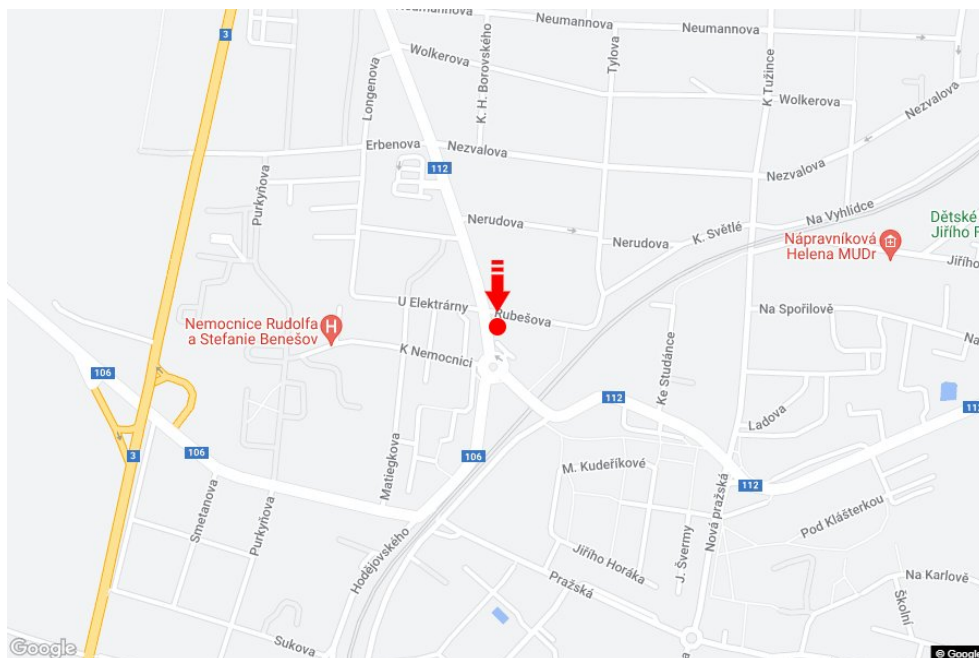 Neumannova
Neumannova
3
Wolkerova
K. H. Borovského
Tylova
Longenova
K Tužince
Wolkerova
Nezvalova
Erbenova
Nezvalova
112
Nezvalova
Purkyňova
Nerudova
Nerudova
K. Světlé
Na Vyhlídce
Dětské
Jiřího
Nápravníková
Helena MUDr
Jiřího
U Elektrárny
Rubešova
Na Spořilově
Nemocnice Rudolfa
a Stefanie Benešov
H
K Nemocnici
Na
106
Ke Studánce
112
112
Ladova
3
106
106
Matiegkova
M. Kudeříkové
112
Smetanova
Purkyňova
Nová pražská
Pod Klášterkou
Hodějovského
Jiřího Horáka
J. Švermy
Pražská
Na Karlově
Školní
Sukova
Google
© Google